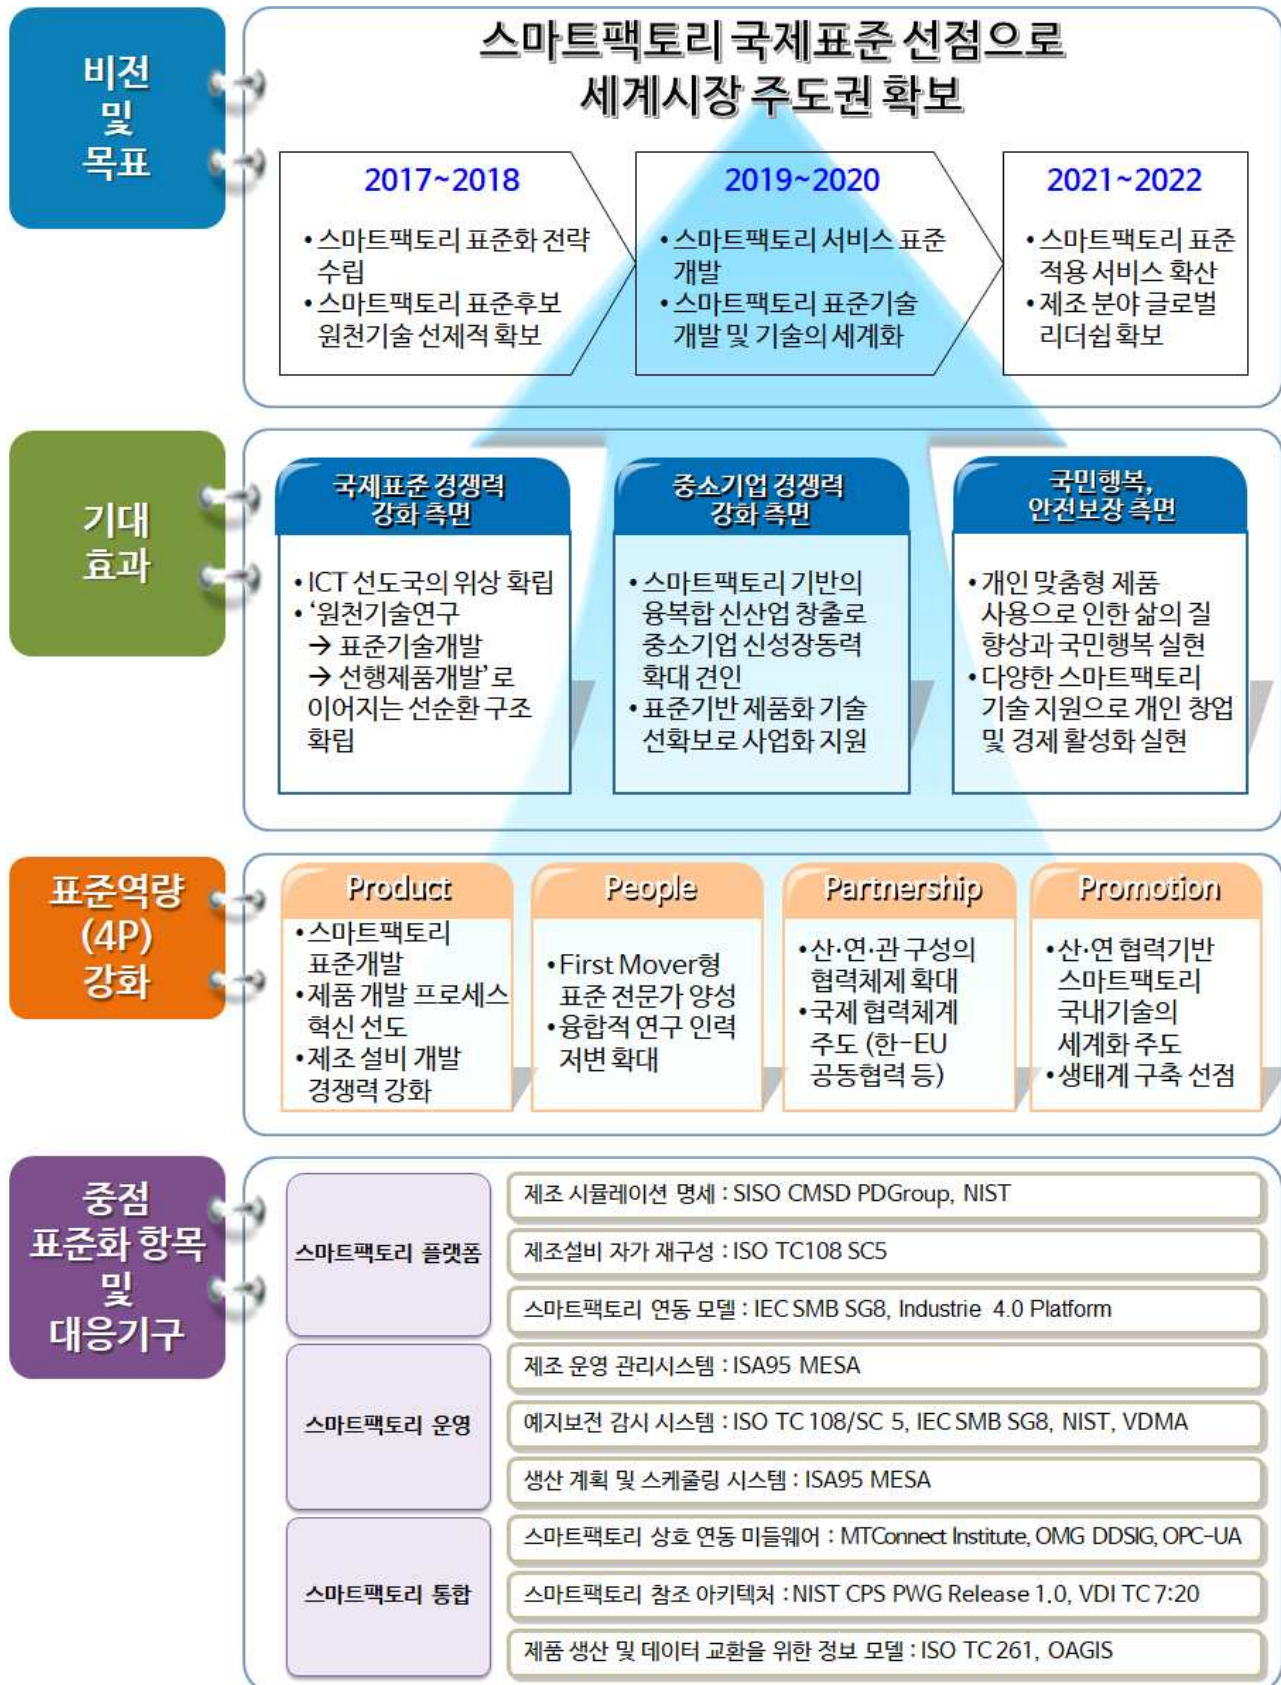 비전
및
목표
스마트팩토리 국제표준 선점으로
세계시장 주도권 확보
2017~2018
• 스마트팩토리 표준화 전략
수립
• 스마트팩토리 표준후보
원천기술 선제적 확보
2019~2020
• 스마트팩토리 서비스 표준
개발
• 스마트팩토리 표준기술
개발 및 기술의 세계화
2021~2022
• 스마트팩토리 표준
적용 서비스 확산
• 제조 분야 글로벌
리더쉽 확보
기대
효과
국제표준 경쟁력
강화 측면
• ICT 선도국의 위상 확립
• ‘원천기술연구
→ 표준기술개발
→ 선행제품개발’로
이어지는 선순환 구조
확립
중소기업 경쟁력
강화 측면
• 스마트팩토리 기반의
융복합 신산업 창출로
중소기업 신성장동력
확대 견인
• 표준기반 제품화 기술
선확보로 사업화 지원
국민행복,
안전보장 측면
• 개인 맞춤형 제품
사용으로 인한 삶의 질
향상과 국민행복 실현
• 다양한 스마트팩토리
기술 지원으로 개인 창업
및 경제 활성화 실현
표준역량
(4P)
강화
Product
• 스마트팩토리
표준개발
• 제품 개발 프로세스
혁신 선도
• 제조 설비 개발
경쟁력 강화
People
• First Mover형
표준 전문가 양성
• 융합적 연구 인력
저변 확대
Partnership
• 산·연·관 구성의
협력체제 확대
• 국제 협력체계
주도 (한-EU
공동협력 등)
Promotion
• 산·연 협력기반
스마트팩토리
국내기술의
세계화 주도
• 생태계 구축 선점
중점
표준화 항목
및
대응기구
스마트팩토리 플랫폼
제조 시뮬레이션 명세 : SISO CMSD PDGroup, NIST
제조설비 자가 재구성 : ISO TC108 SC5
스마트팩토리 연동 모델 : IEC SMB SG8, Industrie 4.0 Platform
스마트팩토리 운영
제조 운영 관리시스템 : ISA95 MESA
예지보전 감시 시스템 : ISO TC 108/SC 5, IEC SMB SG8, NIST, VDMA
생산 계획 및 스케줄링 시스템 : ISA95 MESA
스마트팩토리 통합
스마트팩토리 상호 연동 미들웨어 : MTConnect Institute, OMG DDSIG, OPC-UA
스마트팩토리 참조 아키텍처 : NIST CPS PWG Release 1.0, VDI TC 7:20
제품 생산 및 데이터 교환을 위한 정보 모델 : ISO TC 261, OAGIS